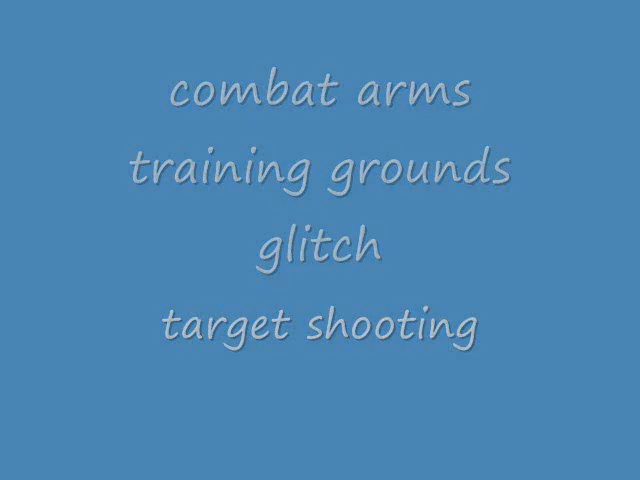 combat arms
training grounds
glitch
target shooting